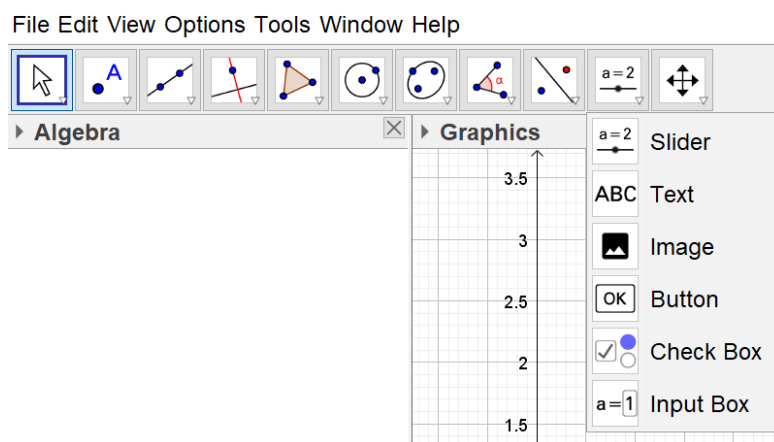 File Edit View Options Tools Window Help
A α a=2
Algebra
Graphics
a=2 Slider
ABC Text
Image
OK Button
Check Box
a=1 Input Box
3.5
3
2.5
2
1.5